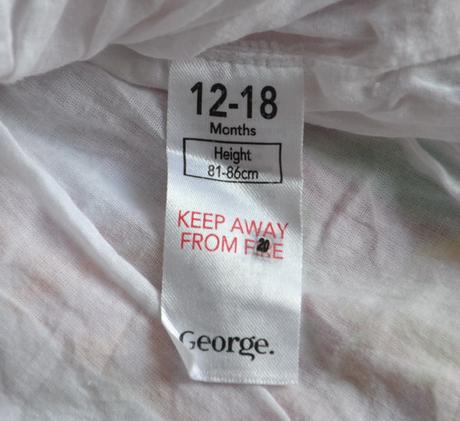 12-18
Months
Height
81-86cm
KEEP AWAY
FROM FIRE
20
George.